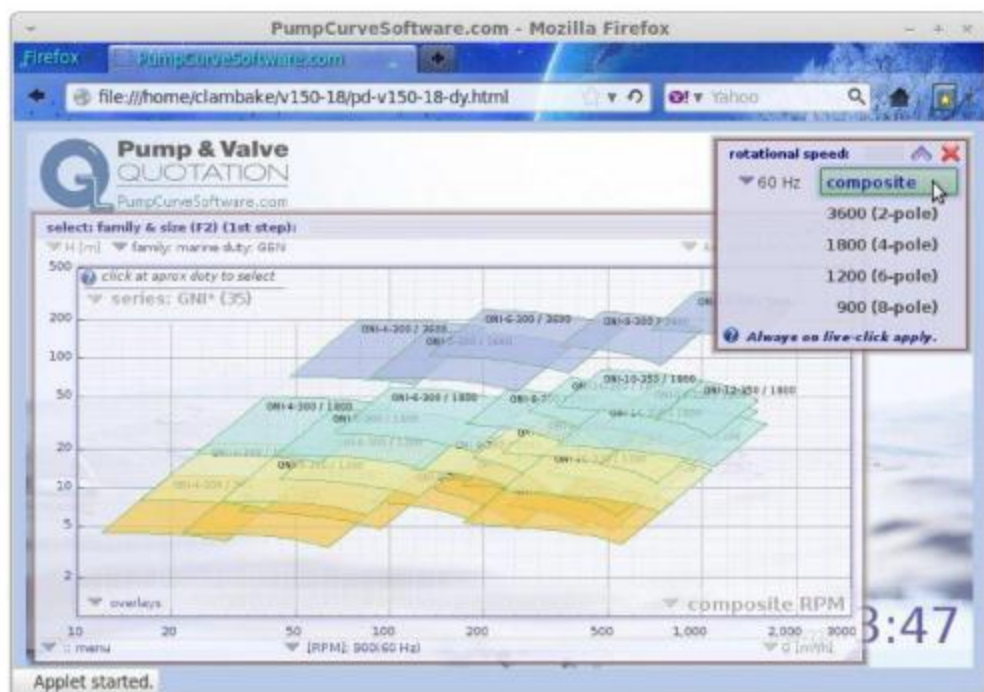 PumpCurveSoftware.com - Mozilla Firefox
Firefox
PumpCurveSoftware.com
file:///home/clambake/v150-18/pd-v150-18-dy.html
Yahoo
Pump & Valve
QUOTATION
PumpCurveSoftware.com
rotational speed:
60 Hz
composite
3600 (2-pole)
1800 (4-pole)
1200 (6-pole)
900 (8-pole)
Always on live-click apply.
select: family & size (F2) (1st step):
H [m] family: marine duty: GBN
click at aprox duty to select
series: GNI* (35)
500
200
100
50
20
10
5
2
GNI-4-200 / 3600
GNI-6-200 / 3600
GNI-4-300 / 1800
GNI-6-300 / 1800
GNI-10-350 / 1800
GNI-12-350 / 1800
overlays
composite RPM
10 20 50 100 200 500 1,000 2,000 3000
:: menu
[RPM]: 900(60 Hz)
3:47
Applet started.